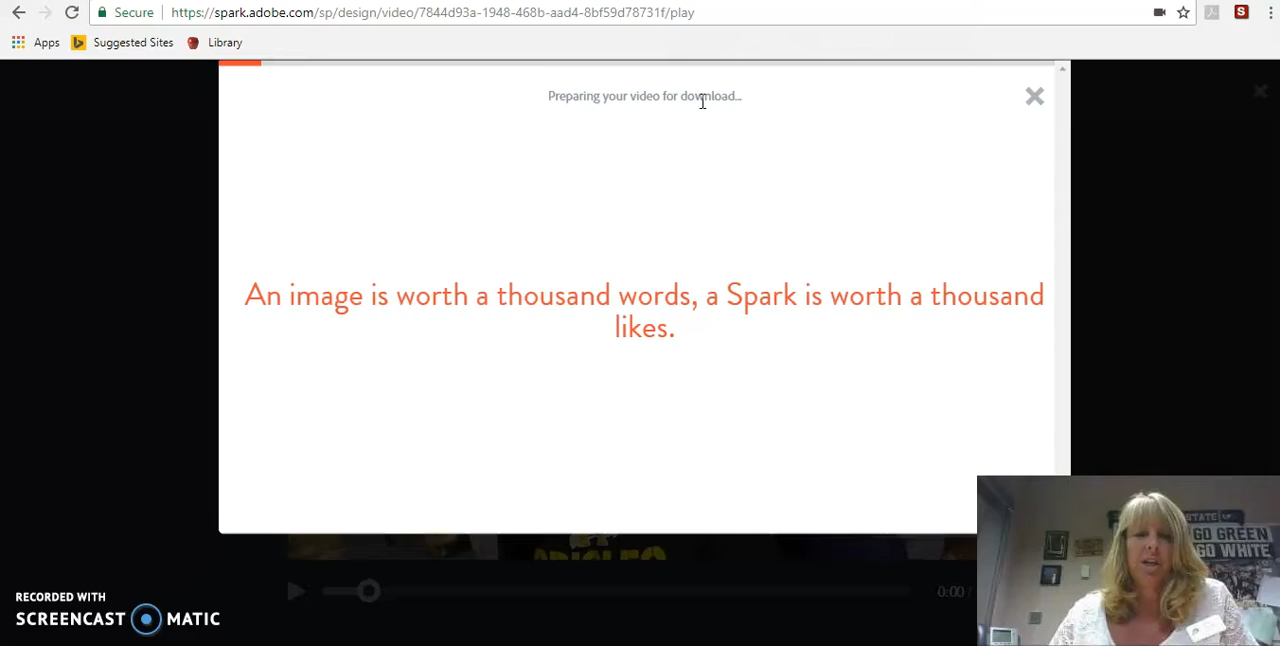 Secure
https://spark.adobe.com/sp/design/video/7844d93a-1948-468b-aad4-8bf59d78731f/play
S
Apps
Suggested Sites
Library
Preparing your video for download...
An image is worth a thousand words, a Spark is worth a thousand
likes.
0:00 /
STATE
GO GREEN
GO WHITE
RECORDED WITH
SCREENCAST MATIC